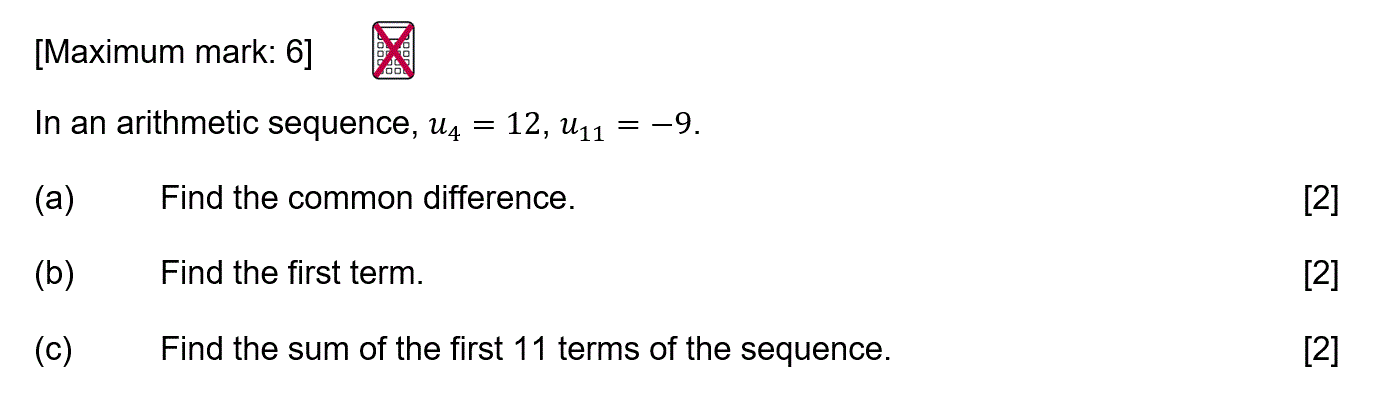 [Maximum mark: 6]
In an arithmetic sequence, 𝑢₄ = 12, 𝑢₁₁ = −9.
(a) Find the common difference. [2]
(b) Find the first term. [2]
(c) Find the sum of the first 11 terms of the sequence. [2]